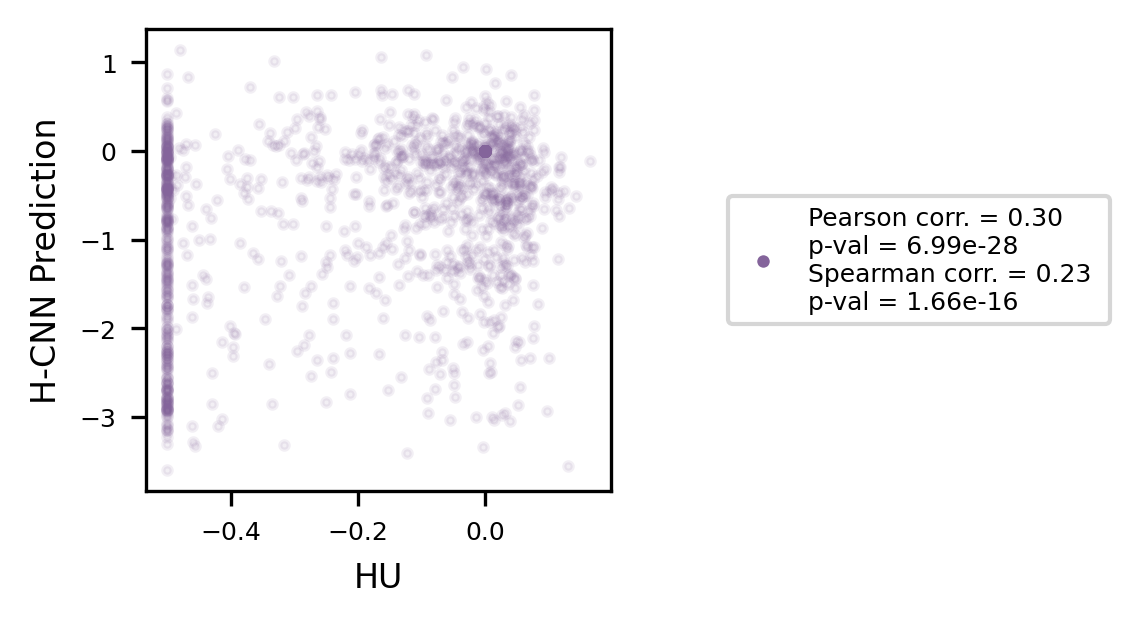 1
0
−1
−2
−3
H-CNN Prediction
−0.4
−0.2
0.0
HU
Pearson corr. = 0.30
p-val = 6.99e-28
Spearman corr. = 0.23
p-val = 1.66e-16